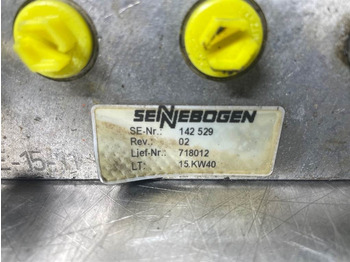 SENNEBOGEN
SE-Nr.: 142 529
Rev.: 02
Lief-Nr.: 718012
LT: 15.KW40